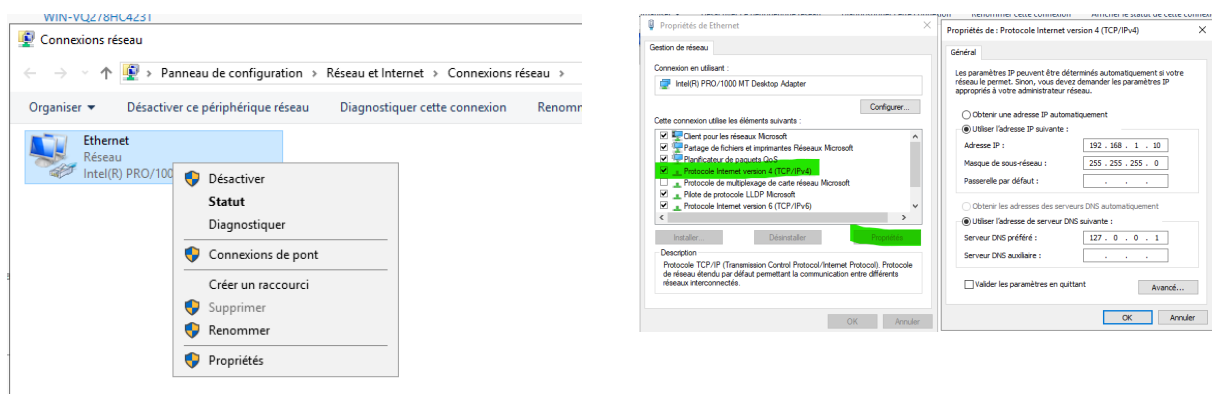 WIN-VQ278HC4231
Connexions réseau
Panneau de configuration > Réseau et Internet > Connexions réseau >
Organiser Désactiver ce périphérique réseau Diagnostiquer cette connexion Renomr
Ethernet
Réseau
Intel(R) PRO/100
Désactiver
Statut
Diagnostiquer
Connexions de pont
Créer un raccourci
Supprimer
Renommer
Propriétés
Renommer cette connexion Afficher le statut de cette connexi
Propriétés de Ethernet
Gestion de réseau
Connexion en utilisant :
Intel(R) PRO/1000 MT Desktop Adapter
Configurer...
Cette connexion utilise les éléments suivants :
Client pour les réseaux Microsoft
Partage de fichiers et imprimantes Réseaux Microsoft
Planificateur de paquets QoS
Protocole Internet version 4 (TCP/IPv4)
Protocole de multiplexage de carte réseau Microsoft
Pilote de protocole LLDP Microsoft
Protocole Internet version 6 (TCP/IPv6)
Installer... Désinstaller Propriétés
Description
Protocole TCP/IP (Transmission Control Protocol/Internet Protocol). Protocole
de réseau étendu par défaut permettant la communication entre différents
réseaux interconnectés.
OK Annuler
Propriétés de : Protocole Internet version 4 (TCP/IPv4)
Général
Les paramètres IP peuvent être déterminés automatiquement si votre
réseau le permet. Sinon, vous devez demander les paramètres IP
appropriés à votre administrateur réseau.
Obtenir une adresse IP automatiquement
Utiliser l'adresse IP suivante :
Adresse IP : 192 . 168 . 1 . 10
Masque de sous-réseau : 255 . 255 . 255 . 0
Passerelle par défaut : . . .
Obtenir les adresses des serveurs DNS automatiquement
Utiliser l'adresse de serveur DNS suivante :
Serveur DNS préféré : 127 . 0 . 0 . 1
Serveur DNS auxiliaire : . . .
Valider les paramètres en quittant
Avancé...
OK Annuler